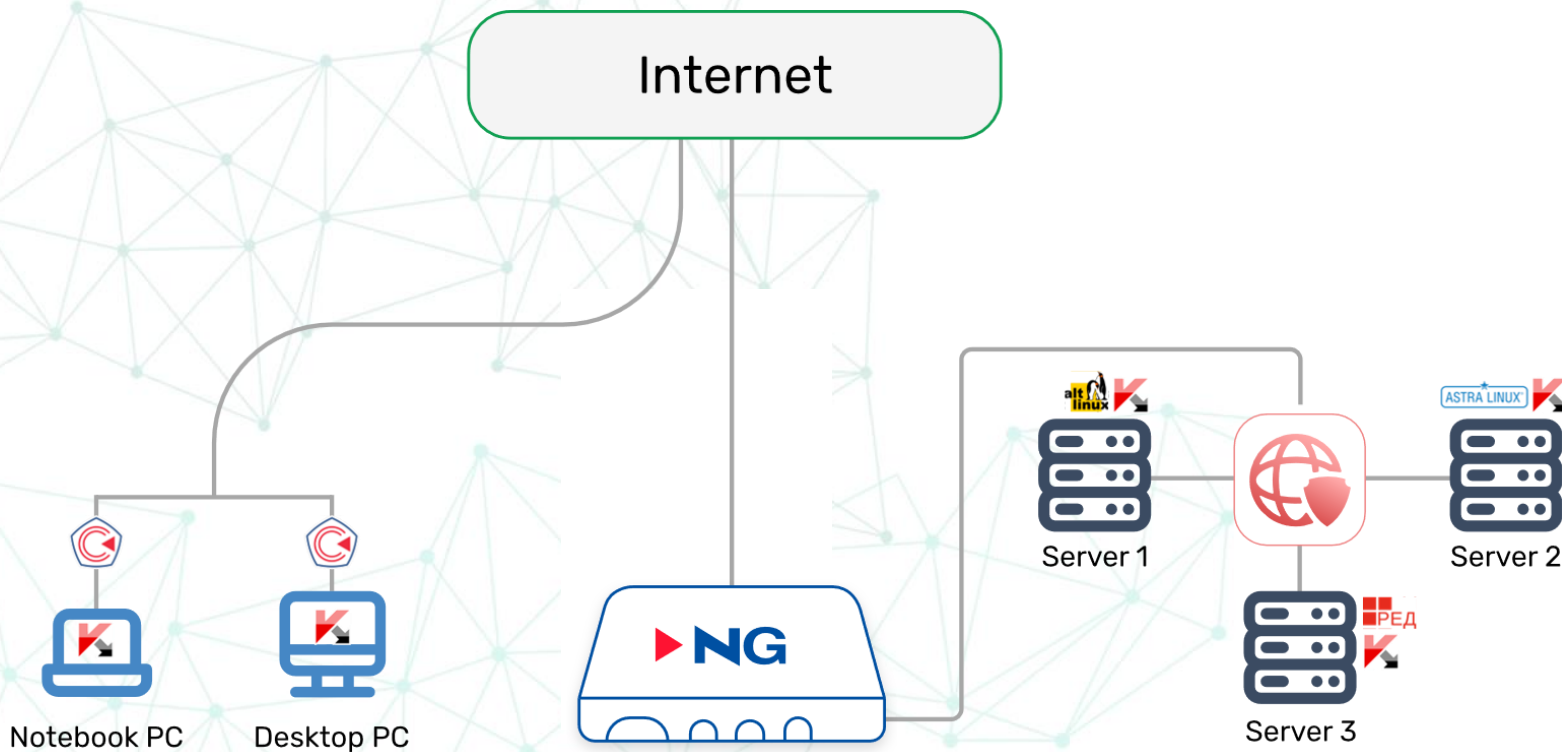 Internet
alt
linux
ASTRA LINUX
Server 1
Server 2
РЕД
NG
Notebook PC
Desktop PC
Server 3